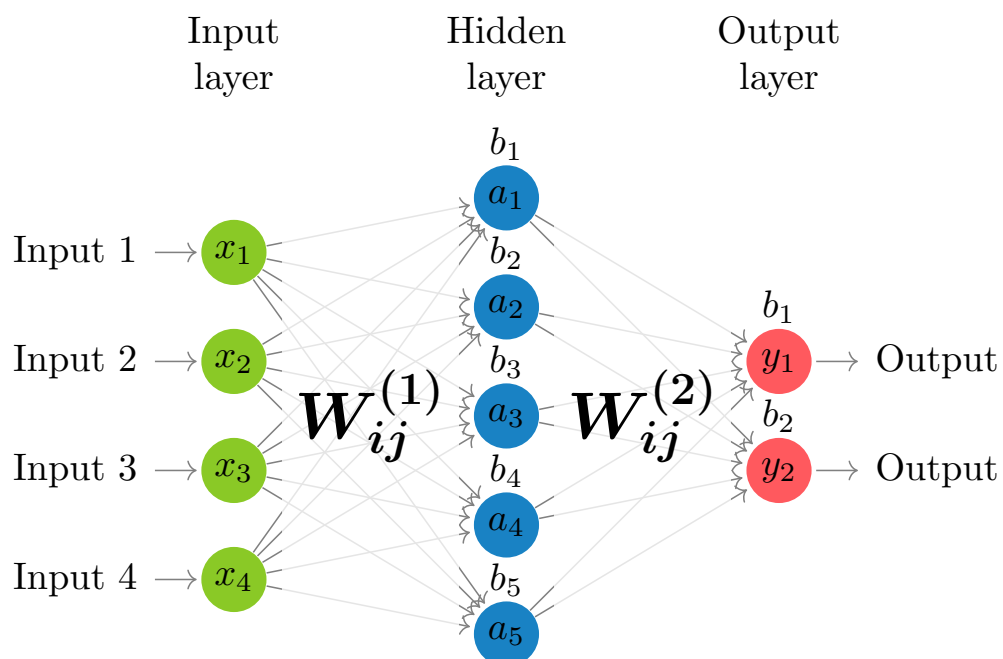 Input layer
Hidden layer
Output layer
b₁
a₁
Input 1
x₁
b₂
a₂
Input 2
x₂
b₃
a₃
b₁
y₁
Output
W_{ij}^{(1)}
W_{ij}^{(2)}
Input 3
x₃
b₄
a₄
b₂
y₂
Output
Input 4
x₄
b₅
a₅